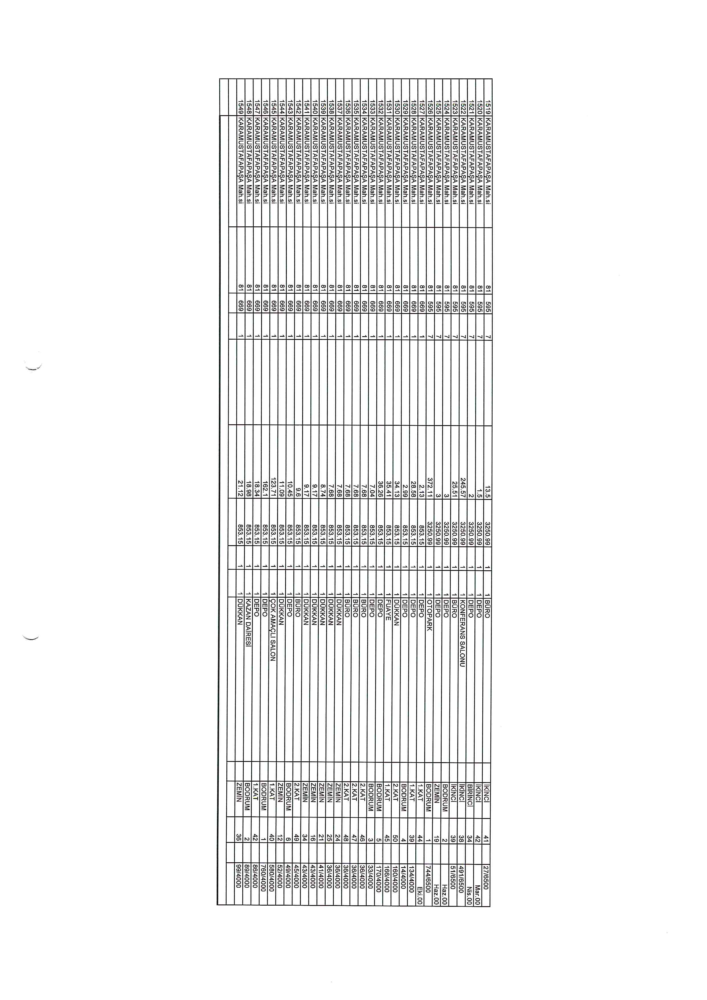 1519 KARAMUSTAFAPAŞA Mah.si 81 595 7 13.5 3250.99 1 1 BÜRO İKİNCİ 41 27/6500
1520 KARAMUSTAFAPAŞA Mah.si 81 595 7 1.5 3250.99 1 1 DEPO İKİNCİ 42 Mar.00
1521 KARAMUSTAFAPAŞA Mah.si 81 595 7 2 3250.99 1 1 DEPO BİRİNCİ 34 Nis.00
1522 KARAMUSTAFAPAŞA Mah.si 81 595 7 245.57 3250.99 1 1 KONFERANS SALONU İKİNCİ 38 491/6500
1523 KARAMUSTAFAPAŞA Mah.si 81 595 7 25.51 3250.99 1 1 BÜRO İKİNCİ 39 51/6500
1524 KARAMUSTAFAPAŞA Mah.si 81 595 7 3 3250.99 1 1 DEPO BODRUM 2 Haz.00
1525 KARAMUSTAFAPAŞA Mah.si 81 595 7 3 3250.99 1 1 DEPO ZEMİN 19 Haz.00
1526 KARAMUSTAFAPAŞA Mah.si 81 595 7 372.11 3250.99 1 1 OTOPARK BODRUM 1 744/6500
1527 KARAMUSTAFAPAŞA Mah.si 81 669 1 2.13 853.15 1 1 DEPO 1.KAT 44 Eki.00
1528 KARAMUSTAFAPAŞA Mah.si 81 669 1 28.58 853.15 1 1 DEPO 1.KAT 39 134/4000
1529 KARAMUSTAFAPAŞA Mah.si 81 669 1 2.99 853.15 1 1 DEPO BODRUM 4 14/4000
1530 KARAMUSTAFAPAŞA Mah.si 81 669 1 34.13 853.15 1 1 DÜKKAN 2.KAT 50 160/4000
1531 KARAMUSTAFAPAŞA Mah.si 81 669 1 35.41 853.15 1 1 FUAYE 1.KAT 45 166/4000
1532 KARAMUSTAFAPAŞA Mah.si 81 669 1 36.26 853.15 1 1 DEPO BODRUM 5 170/4000
1533 KARAMUSTAFAPAŞA Mah.si 81 669 1 7.04 853.15 1 1 DEPO BODRUM 3 33/4000
1534 KARAMUSTAFAPAŞA Mah.si 81 669 1 7.68 853.15 1 1 BÜRO 2.KAT 46 36/4000
1535 KARAMUSTAFAPAŞA Mah.si 81 669 1 7.68 853.15 1 1 BÜRO 2.KAT 47 36/4000
1536 KARAMUSTAFAPAŞA Mah.si 81 669 1 7.68 853.15 1 1 BÜRO 2.KAT 48 36/4000
1537 KARAMUSTAFAPAŞA Mah.si 81 669 1 7.68 853.15 1 1 DÜKKAN ZEMİN 24 36/4000
1538 KARAMUSTAFAPAŞA Mah.si 81 669 1 7.68 853.15 1 1 DÜKKAN ZEMİN 25 36/4000
1539 KARAMUSTAFAPAŞA Mah.si 81 669 1 8.74 853.15 1 1 DÜKKAN ZEMİN 21 41/4000
1540 KARAMUSTAFAPAŞA Mah.si 81 669 1 9.17 853.15 1 1 DÜKKAN ZEMİN 16 43/4000
1541 KARAMUSTAFAPAŞA Mah.si 81 669 1 9.17 853.15 1 1 DÜKKAN ZEMİN 34 43/4000
1542 KARAMUSTAFAPAŞA Mah.si 81 669 1 9.6 853.15 1 1 BÜRO 2.KAT 49 45/4000
1543 KARAMUSTAFAPAŞA Mah.si 81 669 1 10.45 853.15 1 1 DEPO BODRUM 6 49/4000
1544 KARAMUSTAFAPAŞA Mah.si 81 669 1 11.09 853.15 1 1 DÜKKAN ZEMİN 12 52/4000
1545 KARAMUSTAFAPAŞA Mah.si 81 669 1 123.71 853.15 1 1 ÇOK AMAÇLI SALON 1.KAT 40 580/4000
1546 KARAMUSTAFAPAŞA Mah.si 81 669 1 162.1 853.15 1 1 DEPO BODRUM 1 760/4000
1547 KARAMUSTAFAPAŞA Mah.si 81 669 1 18.34 853.15 1 1 DEPO 1.KAT 42 86/4000
1548 KARAMUSTAFAPAŞA Mah.si 81 669 1 18.98 853.15 1 1 KAZAN DAİRESİ BODRUM 2 89/4000
1549 KARAMUSTAFAPAŞA Mah.si 81 669 1 21.12 853.15 1 1 DÜKKAN ZEMİN 36 99/4000